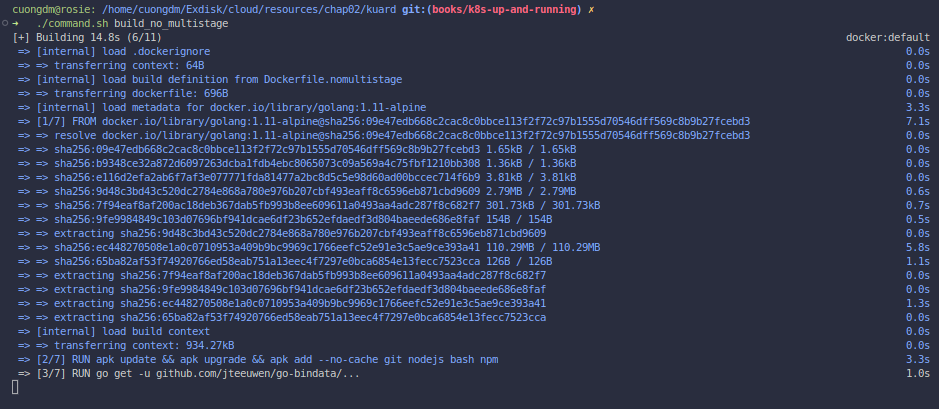 cuongdm@rosie: /home/cuongdm/Exdisk/cloud/resources/chap02/kuard git:(books/k8s-up-and-running) ✗
➜ ./command.sh build_no_multistage
[+] Building 14.8s (6/11) docker:default
=> [internal] load .dockerignore 0.0s
=> => transferring context: 64B 0.0s
=> [internal] load build definition from Dockerfile.nomultistage 0.0s
=> => transferring dockerfile: 696B 0.0s
=> [internal] load metadata for docker.io/library/golang:1.11-alpine 3.3s
=> [1/7] FROM docker.io/library/golang:1.11-alpine@sha256:09e47edb668c2cac8c0bbce113f2f72c97b1555d70546dff569c8b9b27fcebd3 7.1s
=> => resolve docker.io/library/golang:1.11-alpine@sha256:09e47edb668c2cac8c0bbce113f2f72c97b1555d70546dff569c8b9b27fcebd3 0.0s
=> => sha256:09e47edb668c2cac8c0bbce113f2f72c97b1555d70546dff569c8b9b27fcebd3 1.65kB / 1.65kB 0.0s
=> => sha256:b9348ce32a872d6097263dcba1fdb4ebc8065073c09a569a4c75fbf1210bb308 1.36kB / 1.36kB 0.0s
=> => sha256:e116d2efa2ab6f7af3e077771fda81477a2bc8d5c5e98d60ad00bccec714f6b9 3.81kB / 3.81kB 0.0s
=> => sha256:9d48c3bd43c520dc2784e868a780e976b207cbf493eaff8c6596eb871cbd9609 2.79MB / 2.79MB 0.6s
=> => sha256:7f94eaf8af200ac18deb367dab5fb993b8ee609611a0493aa4adc287f8c682f7 301.73kB / 301.73kB 0.7s
=> => sha256:9fe9984849c103d07696bf941dcae6df23b652efdaedf3d804baeede686e8faf 154B / 154B 0.5s
=> => extracting sha256:9d48c3bd43c520dc2784e868a780e976b207cbf493eaff8c6596eb871cbd9609 0.0s
=> => sha256:ec448270508e1a0c0710953a409b9bc9969c1766eefc52e91e3c5ae9ce393a41 110.29MB / 110.29MB 5.8s
=> => sha256:65ba82af53f74920766ed58eab751a13eec4f7297e0bca6854e13fecc7523cca 126B / 126B 1.1s
=> => extracting sha256:7f94eaf8af200ac18deb367dab5fb993b8ee609611a0493aa4adc287f8c682f7 0.0s
=> => extracting sha256:9fe9984849c103d07696bf941dcae6df23b652efdaedf3d804baeede686e8faf 0.0s
=> => extracting sha256:ec448270508e1a0c0710953a409b9bc9969c1766eefc52e91e3c5ae9ce393a41 1.3s
=> => extracting sha256:65ba82af53f74920766ed58eab751a13eec4f7297e0bca6854e13fecc7523cca 0.0s
=> [internal] load build context 0.0s
=> => transferring context: 934.27kB 0.0s
=> [2/7] RUN apk update && apk upgrade && apk add --no-cache git nodejs bash npm 3.3s
=> [3/7] RUN go get -u github.com/jteeuwen/go-bindata/... 1.0s